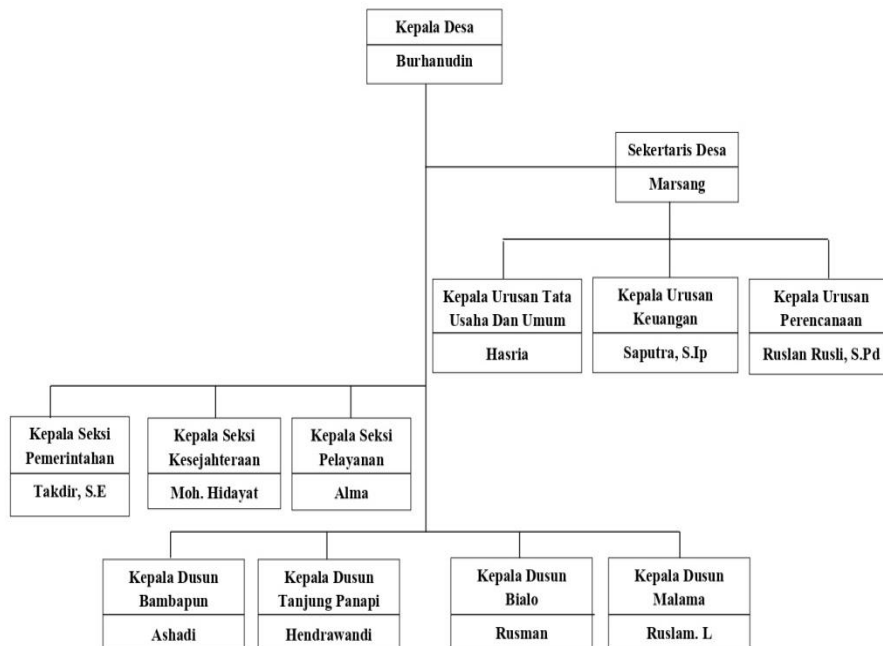 Kepala Desa
Burhanudin
Sekertaris Desa
Marsang
Kepala Urusan Tata
Usaha Dan Umum
Hasria
Kepala Urusan
Keuangan
Saputra, S.Ip
Kepala Urusan
Perencanaan
Ruslan Rusli, S.Pd
Kepala Seksi
Pemerintahan
Takdir, S.E
Kepala Seksi
Kesejahteraan
Moh. Hidayat
Kepala Seksi
Pelayanan
Alma
Kepala Dusun
Bambapun
Ashadi
Kepala Dusun
Tanjung Panapi
Hendrawandi
Kepala Dusun
Bialo
Rusman
Kepala Dusun
Malama
Ruslam. L